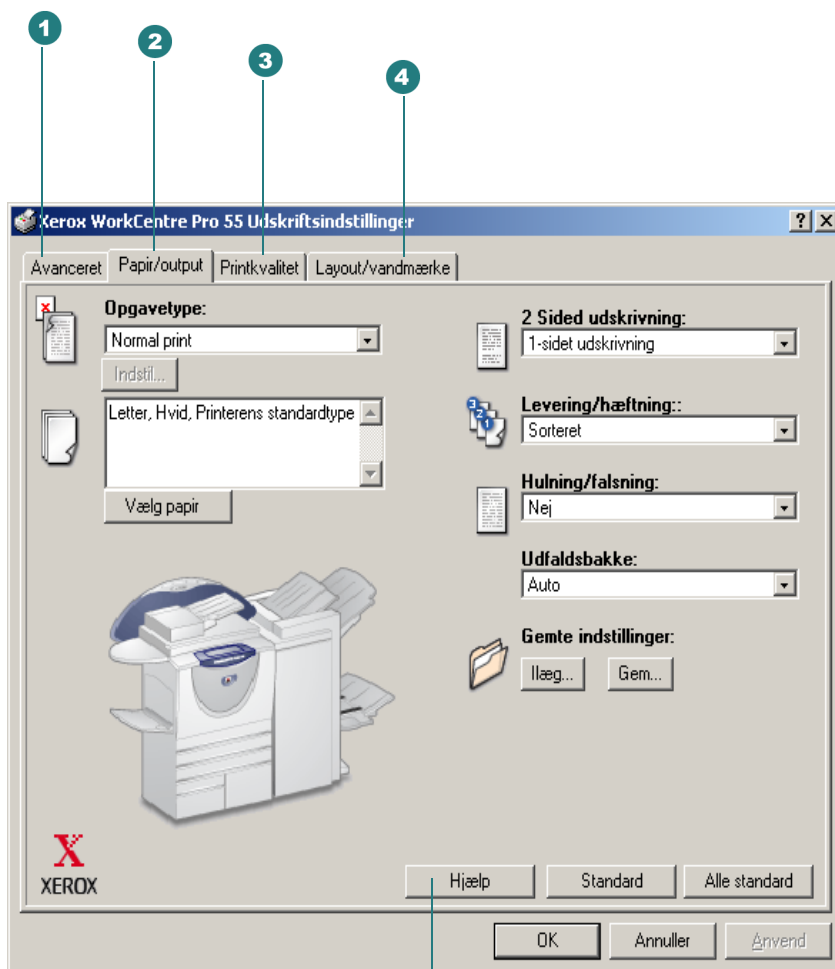 1
2
3
4
Xerox WorkCentre Pro 55 Udskriftsindstillinger
Avanceret
Papir/output
Printkvalitet
Layout/vandmærke
Opgavetype:
Normal print
Indstil...
Letter, Hvid, Printerens standardtype
Vælg papir
2 Sided udskrivning:
1-sidet udskrivning
Levering/hæftning::
Sorteret
Hulning/falsning:
Nej
Udfaldsbakke:
Auto
Gemte indstillinger:
Ilæg...
Gem...
XEROX
Hjælp
Standard
Alle standard
OK
Annuller
Anvend